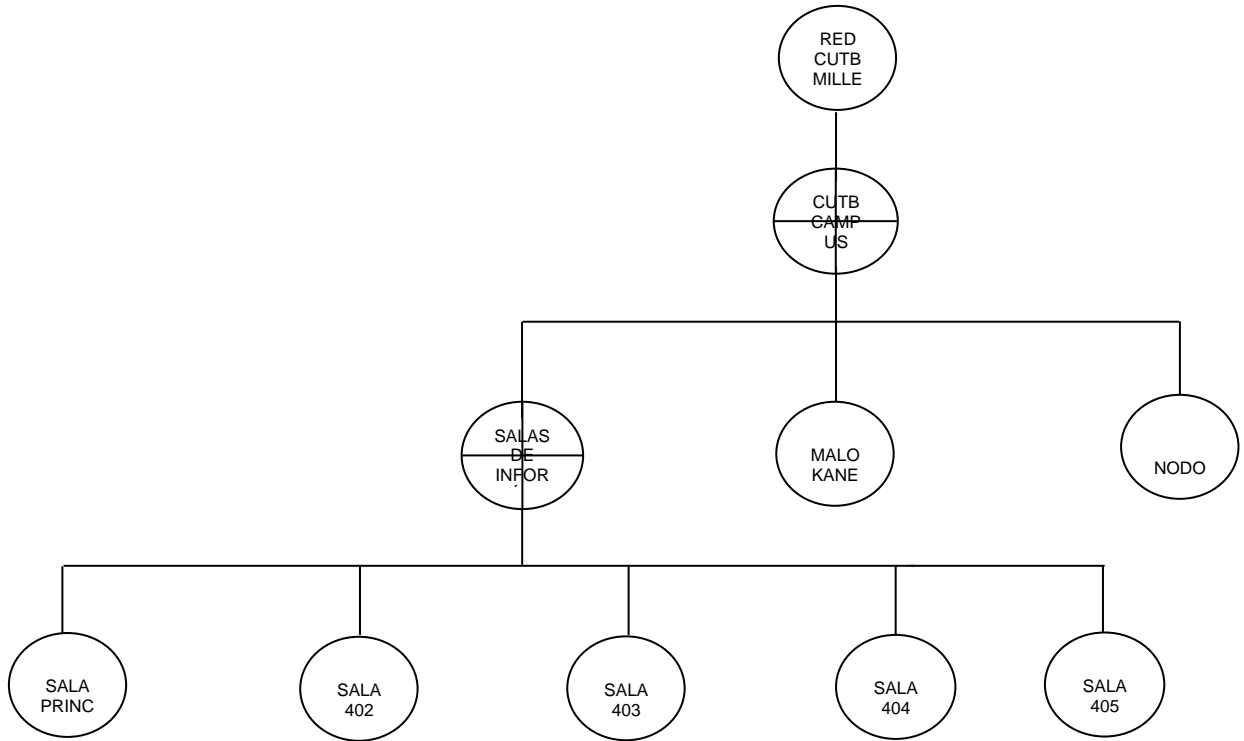 RED
CUTB
MILLE
CUTB
CAMP
US
SALAS
DE
INFOR
MALO
KANE
NODO
SALA
PRINC
SALA
402
SALA
403
SALA
404
SALA
405